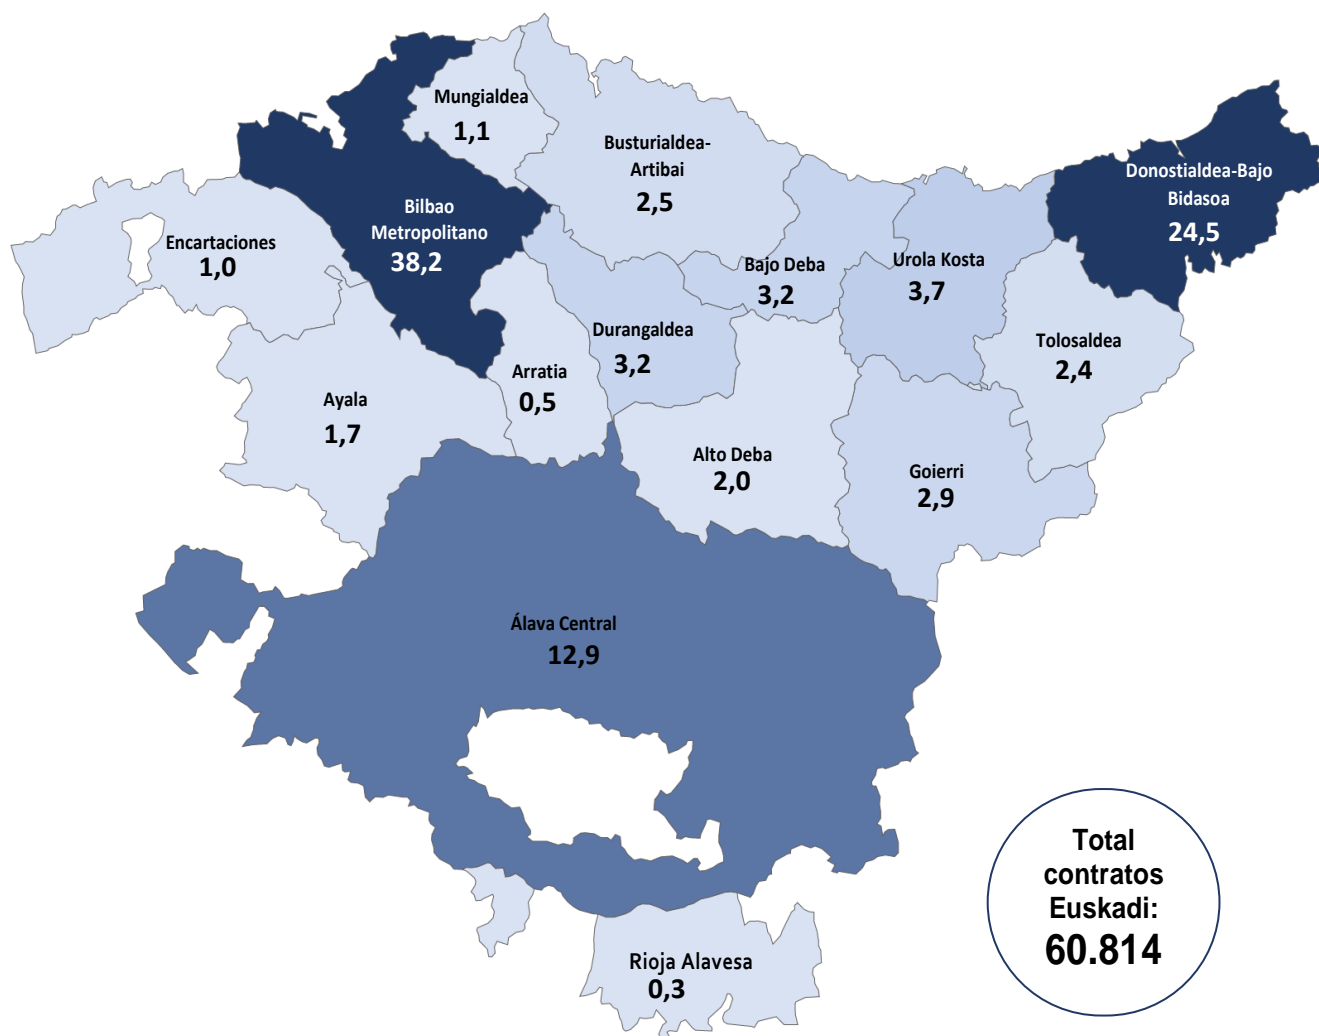 Mungialdea
1,1
Busturialdea-
Artibai
2,5
Donostialdea-Bajo
Bidasoa
24,5
Bilbao
Metropolitano
38,2
Encartaciones
1,0
Bajo Deba
3,2
Urola Kosta
3,7
Durangaldea
3,2
Tolosaldea
2,4
Arratia
0,5
Ayala
1,7
Alto Deba
2,0
Goierri
2,9
Álava Central
12,9
Total
contratos
Euskadi:
60.814
Rioja Alavesa
0,3